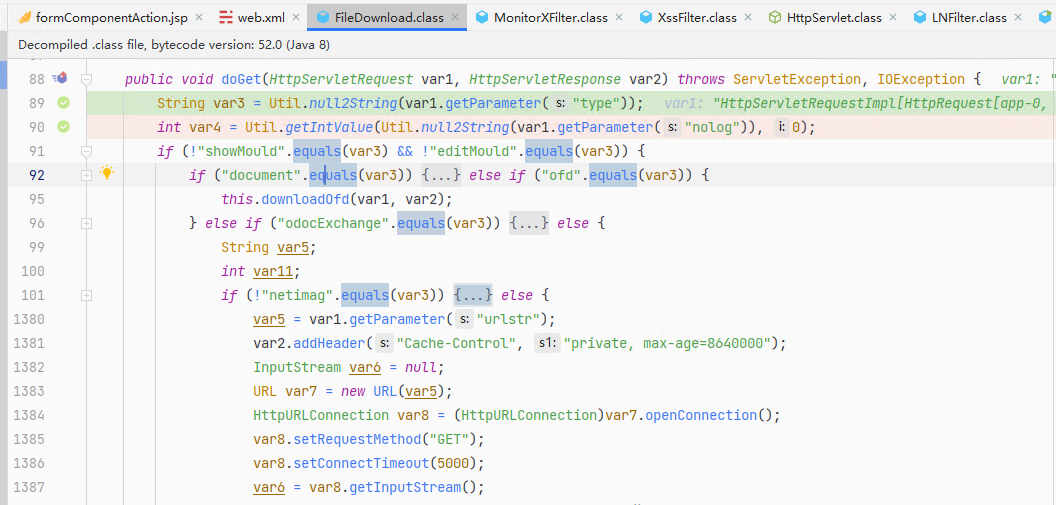 formComponentAction.jsp × web.xml × FileDownload.class × MonitorXFilter.class × XssFilter.class × HttpServlet.class × LNFilter.class ×
Decompiled .class file, bytecode version: 52.0 (Java 8)
88 public void doGet(HttpServletRequest var1, HttpServletResponse var2) throws ServletException, IOException { var1: "
89 String var3 = Util.null2String(var1.getParameter( s: "type")); var1: "HttpServletRequestImpl[HttpRequest[app-0,
90 int var4 = Util.getIntValue(Util.null2String(var1.getParameter( s: "nolog")), i: 0);
91 if (!"showMould".equals(var3) && !"editMould".equals(var3)) {
92 if ("document".equals(var3)) {...} else if ("ofd".equals(var3)) {
95 this.downloadOfd(var1, var2);
96 } else if ("odocExchange".equals(var3)) {...} else {
99 String var5;
100 int var11;
101 if (!"netimag".equals(var3)) {...} else {
1380 var5 = var1.getParameter( s: "urlstr");
1381 var2.addHeader( s: "Cache-Control", s1: "private, max-age=8640000");
1382 InputStream var6 = null;
1383 URL var7 = new URL(var5);
1384 HttpURLConnection var8 = (HttpURLConnection)var7.openConnection();
1385 var8.setRequestMethod("GET");
1386 var8.setConnectTimeout(5000);
1387 var6 = var8.getInputStream();